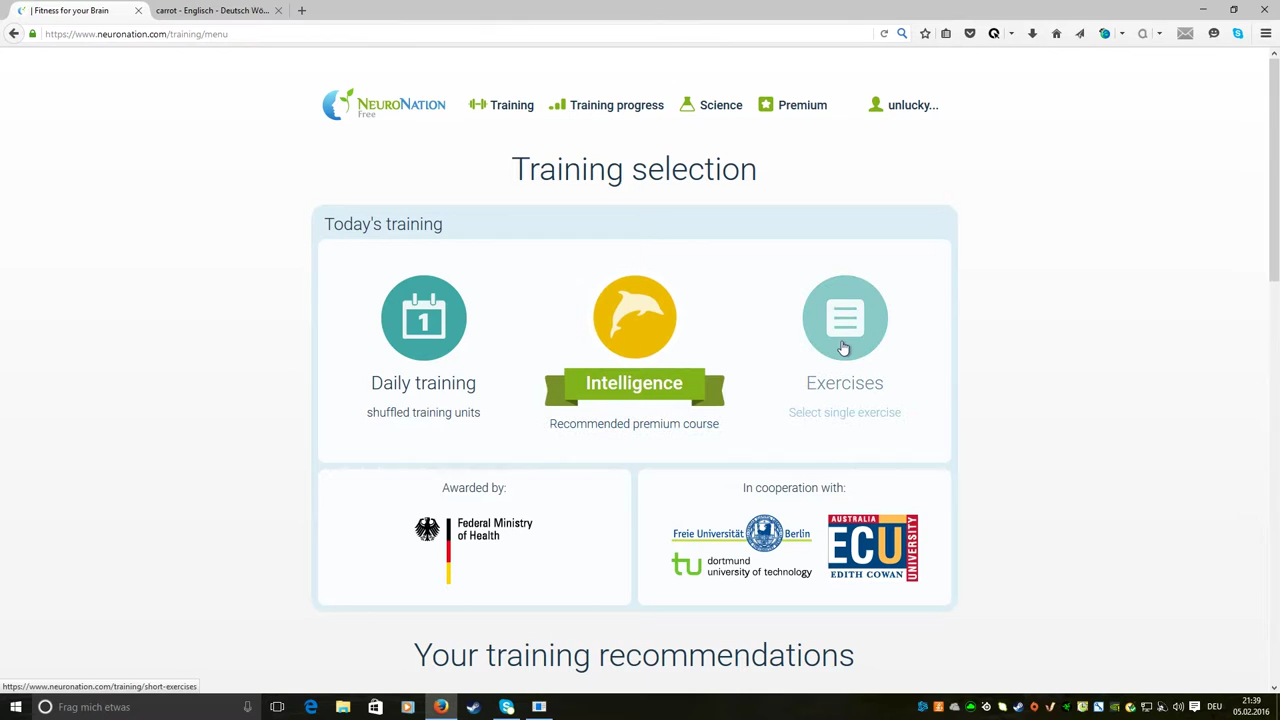 | Fitness for your Brain
carrot - Englisch - Deutsch Wö...
https://www.neuronation.com/training/menu
NEURONATION
Free
Training
Training progress
Science
Premium
unlucky...
Training selection
Today's training
1
Daily training
shuffled training units
Intelligence
Recommended premium course
Exercises
Select single exercise
Awarded by:
Federal Ministry
of Health
In cooperation with:
Freie Universität Berlin
tu dortmund
university of technology
AUSTRALIA
ECU
EDITH COWAN
UNIVERSITY
Your training recommendations
https://www.neuronation.com/training/short-exercises
Frag mich etwas
DEU
21:39
05.02.2016